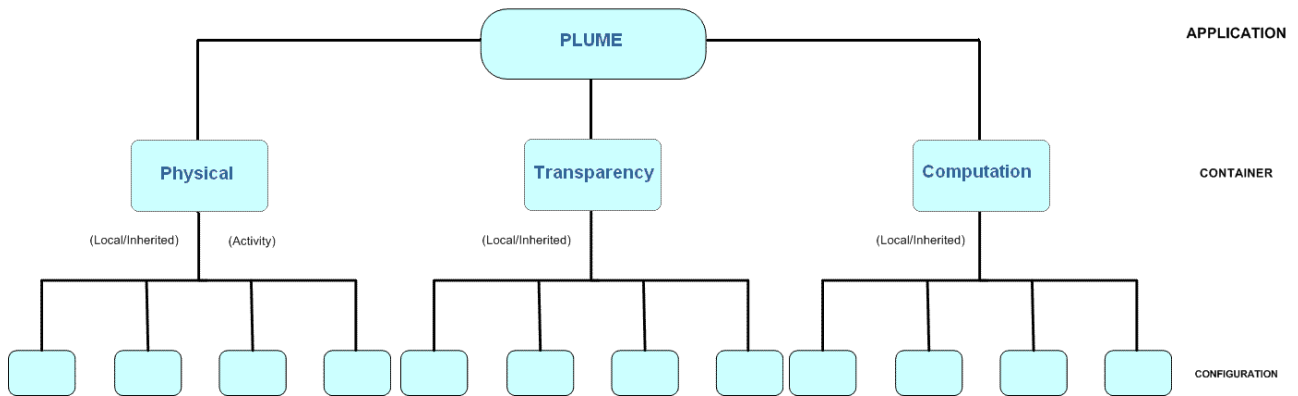 PLUME
APPLICATION
Physical
Transparency
Computation
CONTAINER
(Local/Inherited)
(Activity)
(Local/Inherited)
(Local/Inherited)
CONFIGURATION